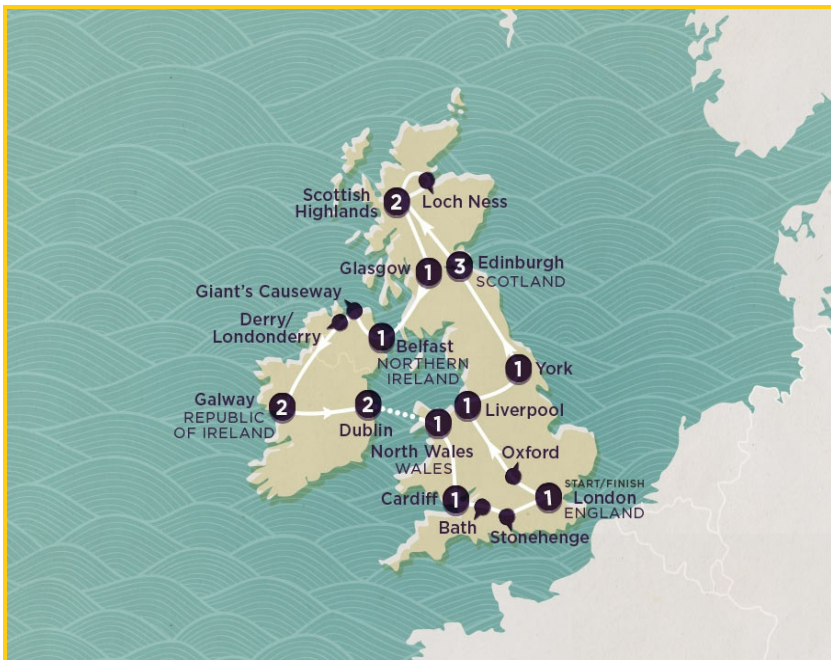 Scottish
Highlands
2
Loch Ness
Glasgow
1
3
Edinburgh
SCOTLAND
Giant's Causeway
Derry/
Londonderry
1
Belfast
NORTHERN
IRELAND
1
York
Galway
REPUBLIC
OF IRELAND
2
2
Dublin
1
Liverpool
1
North Wales
WALES
Oxford
Cardiff
1
Bath
Stonehenge
1
START/FINISH
London
ENGLAND